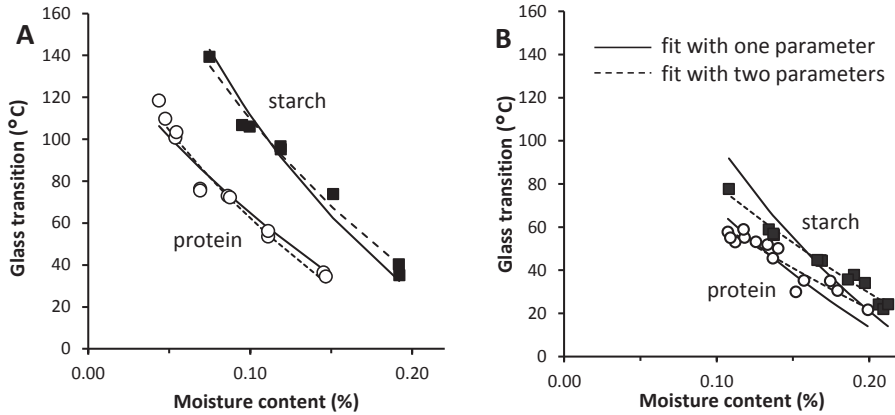 A
Glass transition (°C)
160
140
120
100
80
60
40
20
0
starch
protein
0.00
0.10
0.20
Moisture content (%)
B
fit with one parameter
fit with two parameters
Glass transition (°C)
160
140
120
100
80
60
40
20
0
starch
protein
0.00
0.10
0.20
Moisture content (%)